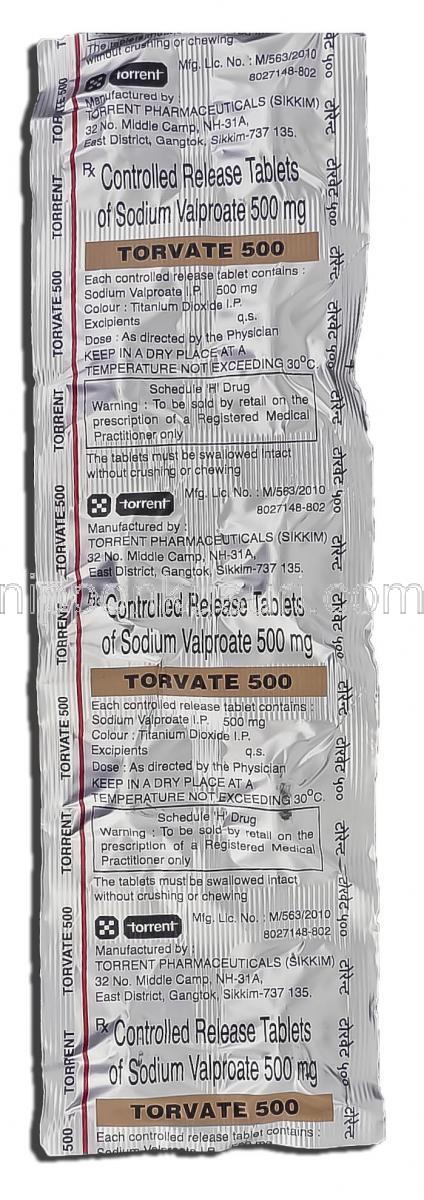 The tablets must be swallowed intact
without crushing or chewing
torrent
Mfg. Lic. No. : M/563/2010
8027148-802
Manufactured by :
TORRENT PHARMACEUTICALS (SIKKIM)
32 No. Middle Camp, NH-31A,
East District, Gangtok, Sikkim-737 135.
Rx Controlled Release Tablets
of Sodium Valproate 500 mg
TORVATE 500
Each controlled release tablet contains :
Sodium Valproate I.P. 500 mg
Colour : Titanium Dioxide I.P.
Excipients q.s.
Dose : As directed by the Physician
KEEP IN A DRY PLACE AT A
TEMPERATURE NOT EXCEEDING 30°C.
Schedule 'H' Drug
Warning : To be sold by retail on the
prescription of a Registered Medical
Practitioner only
The tablets must be swallowed intact
without crushing or chewing
torrent
Mfg. Lic. No. : M/563/2010
8027148-802
Manufactured by :
TORRENT PHARMACEUTICALS (SIKKIM)
32 No. Middle Camp, NH-31A,
East District, Gangtok, Sikkim-737 135.
Rx Controlled Release Tablets
of Sodium Valproate 500 mg
TORVATE 500
Each controlled release tablet contains :
Sodium Valproate I.P. 500 mg
Colour : Titanium Dioxide I.P.
Excipients q.s.
Dose : As directed by the Physician
KEEP IN A DRY PLACE AT A
TEMPERATURE NOT EXCEEDING 30°C.
Schedule 'H' Drug
Warning : To be sold by retail on the
prescription of a Registered Medical
Practitioner only
The tablets must be swallowed intact
without crushing or chewing
torrent
Mfg. Lic. No. : M/563/2010
8027148-802
Manufactured by :
TORRENT PHARMACEUTICALS (SIKKIM)
32 No. Middle Camp, NH-31A,
East District, Gangtok, Sikkim-737 135.
Rx Controlled Release Tablets
of Sodium Valproate 500 mg
TORVATE 500
Each controlled release tablet contains :
Sodium Valproate I.P.
500 TORRENT TORVATE 500 TORRENT TORVATE 500 TORRENT TORVATE 500 TORRENT TORVATE 500 TORRENT TORVATE 500
टोरेन्ट टोरवेट ५०० टोरेन्ट टोरवेट ५०० टोरेन्ट टोरवेट ५०० टोरेन्ट टोरवेट ५०० टोरेन्ट टोरवेट ५०० टोरेन्ट